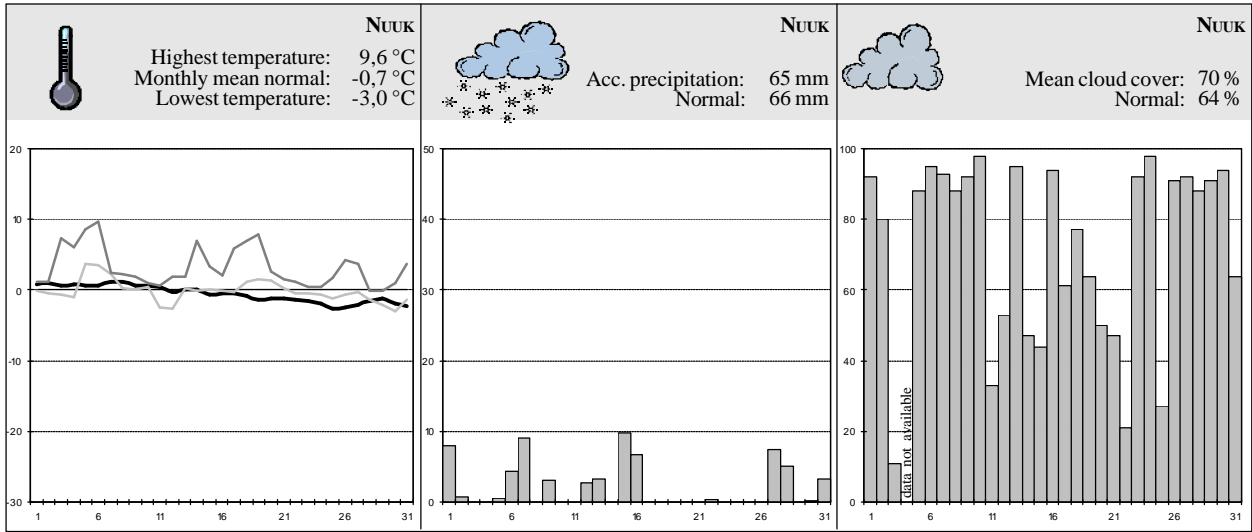 NUUK
Highest temperature: 9,6 °C
Monthly mean normal: -0,7 °C
Lowest temperature: -3,0 °C
20
10
0
-10
-20
-30
1 6 11 16 21 26 31
NUUK
Acc. precipitation: 65 mm
Normal: 66 mm
50
40
30
20
10
0
1 6 11 16 21 26 31
NUUK
Mean cloud cover: 70 %
Normal: 64 %
100
80
60
40
20
0
data not available
1 6 11 16 21 26 31